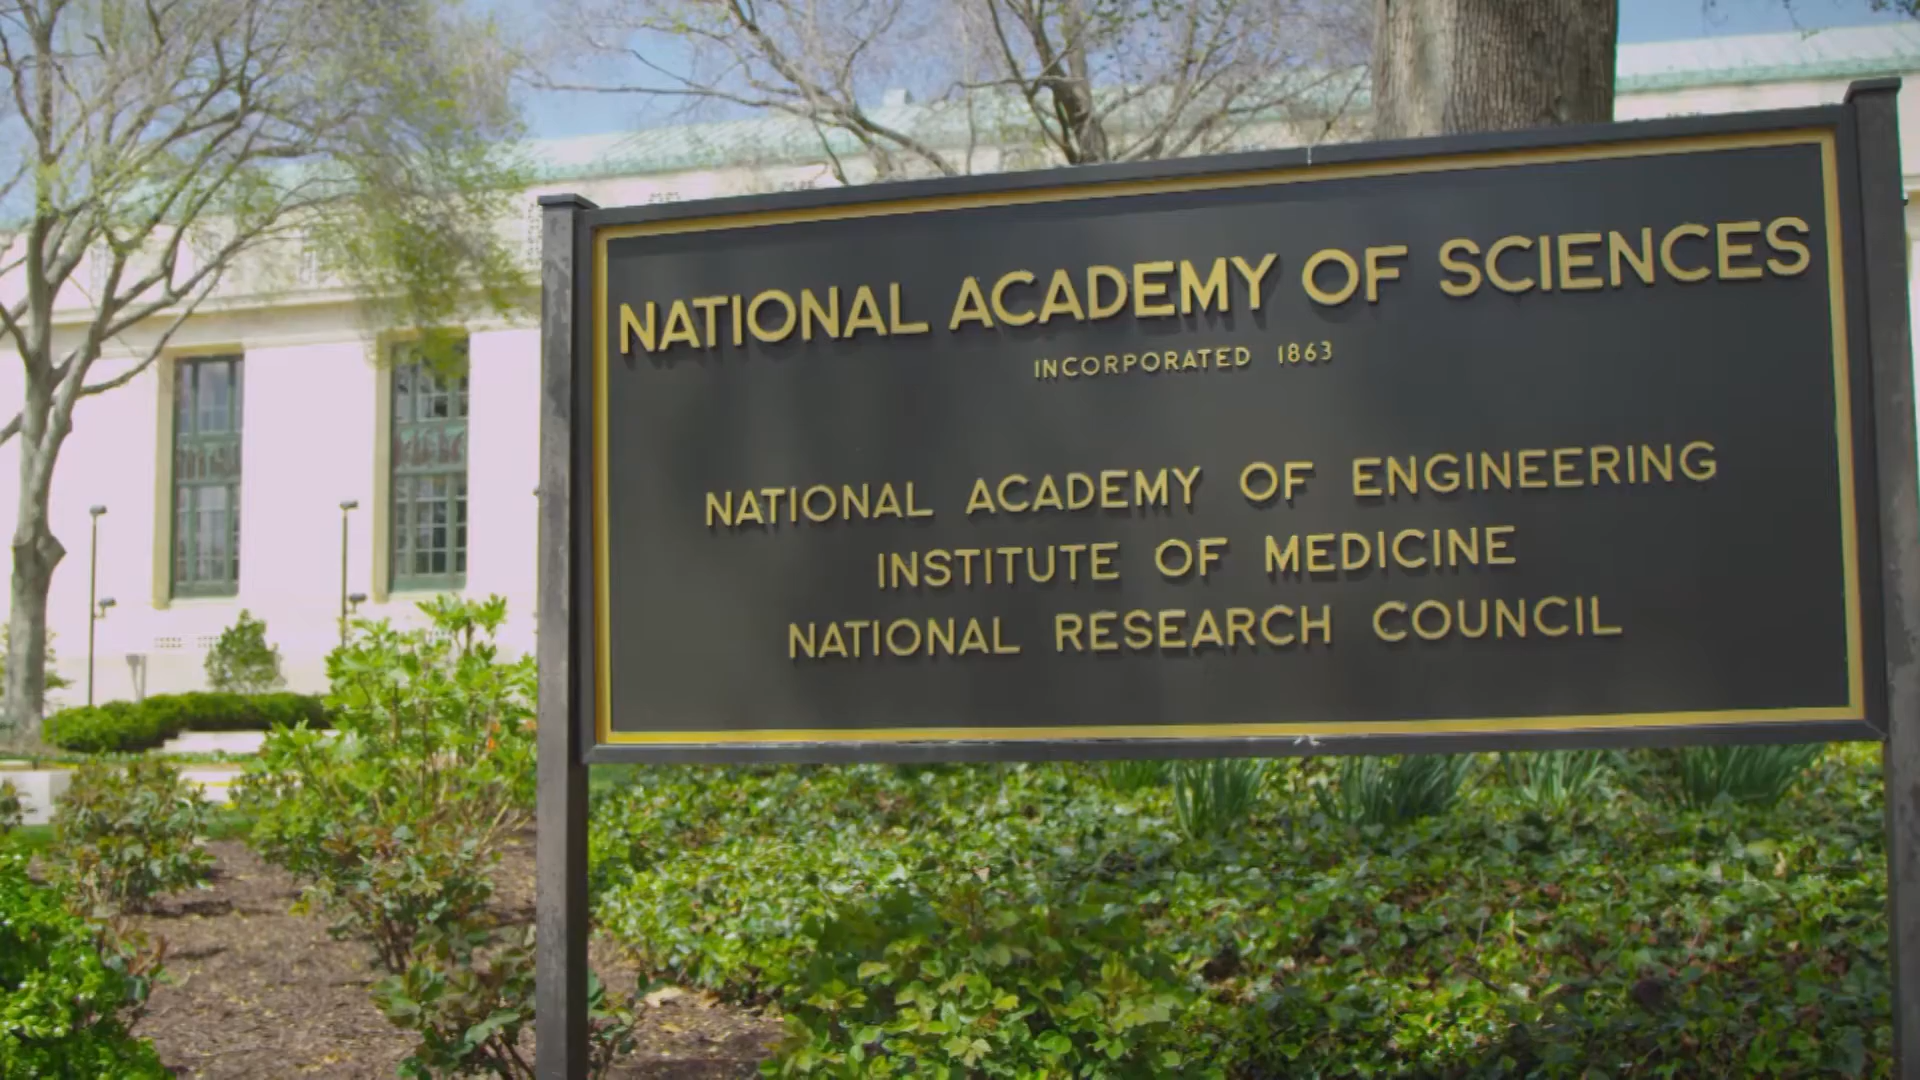 NATIONAL ACADEMY OF SCIENCES
INCORPORATED 1863
NATIONAL ACADEMY OF ENGINEERING
INSTITUTE OF MEDICINE
NATIONAL RESEARCH COUNCIL